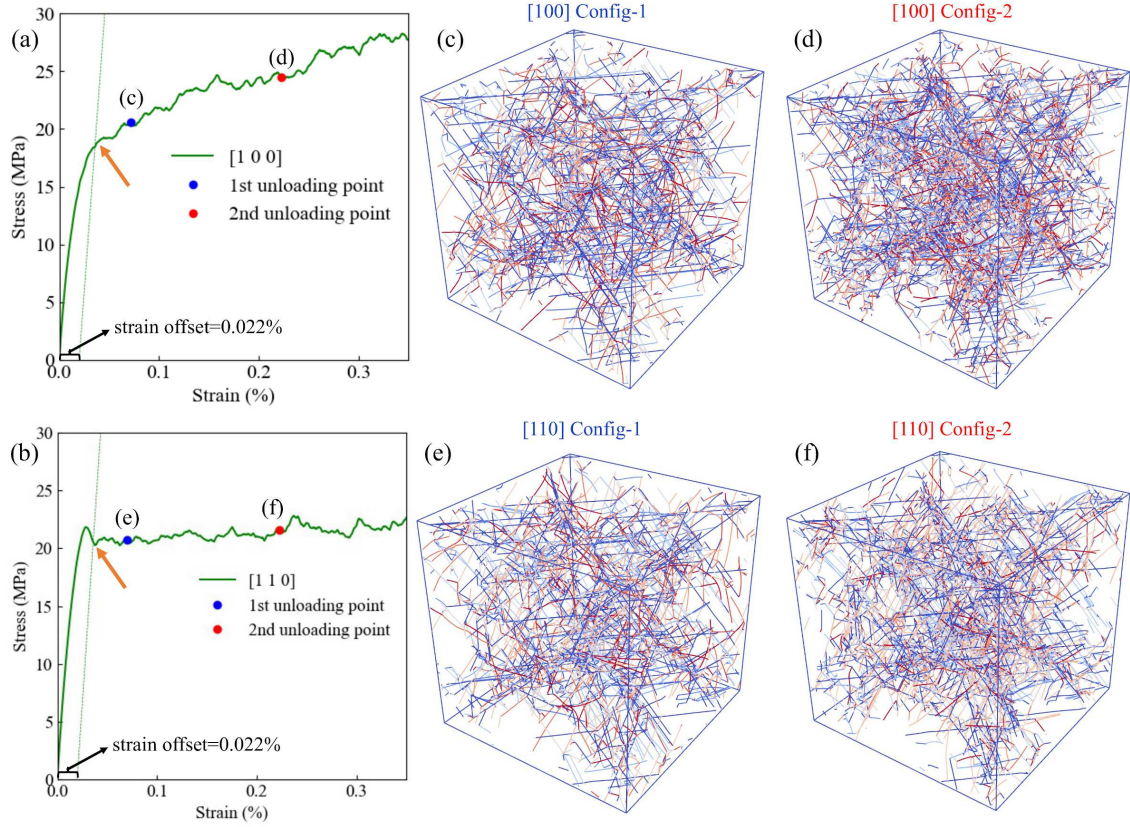 (a)
30
25
20
15
10
5
0
Stress (MPa)
(c)
(d)
[1 0 0]
1st unloading point
2nd unloading point
strain offset=0.022%
0.0
0.1
0.2
0.3
Strain (%)
(c)
[100] Config-1
(d)
[100] Config-2
(b)
30
25
20
15
10
5
0
Stress (MPa)
(e)
(f)
[1 1 0]
1st unloading point
2nd unloading point
strain offset=0.022%
0.0
0.1
0.2
0.3
Strain (%)
(e)
[110] Config-1
(f)
[110] Config-2